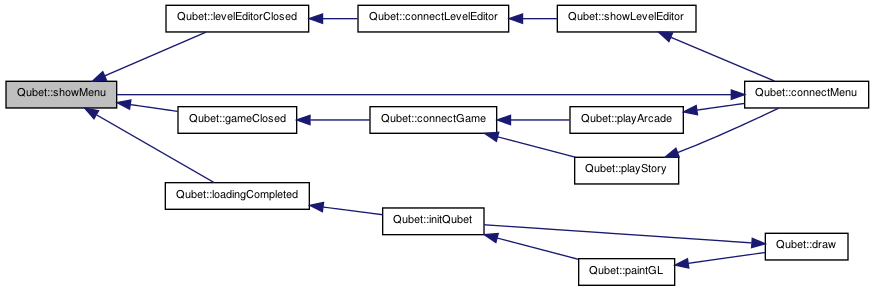 Qubet::levelEditorClosed
Qubet::connectLevelEditor
Qubet::showLevelEditor
Qubet::showMenu
Qubet::connectMenu
Qubet::gameClosed
Qubet::connectGame
Qubet::playArcade
Qubet::playStory
Qubet::loadingCompleted
Qubet::initQubet
Qubet::draw
Qubet::paintGL